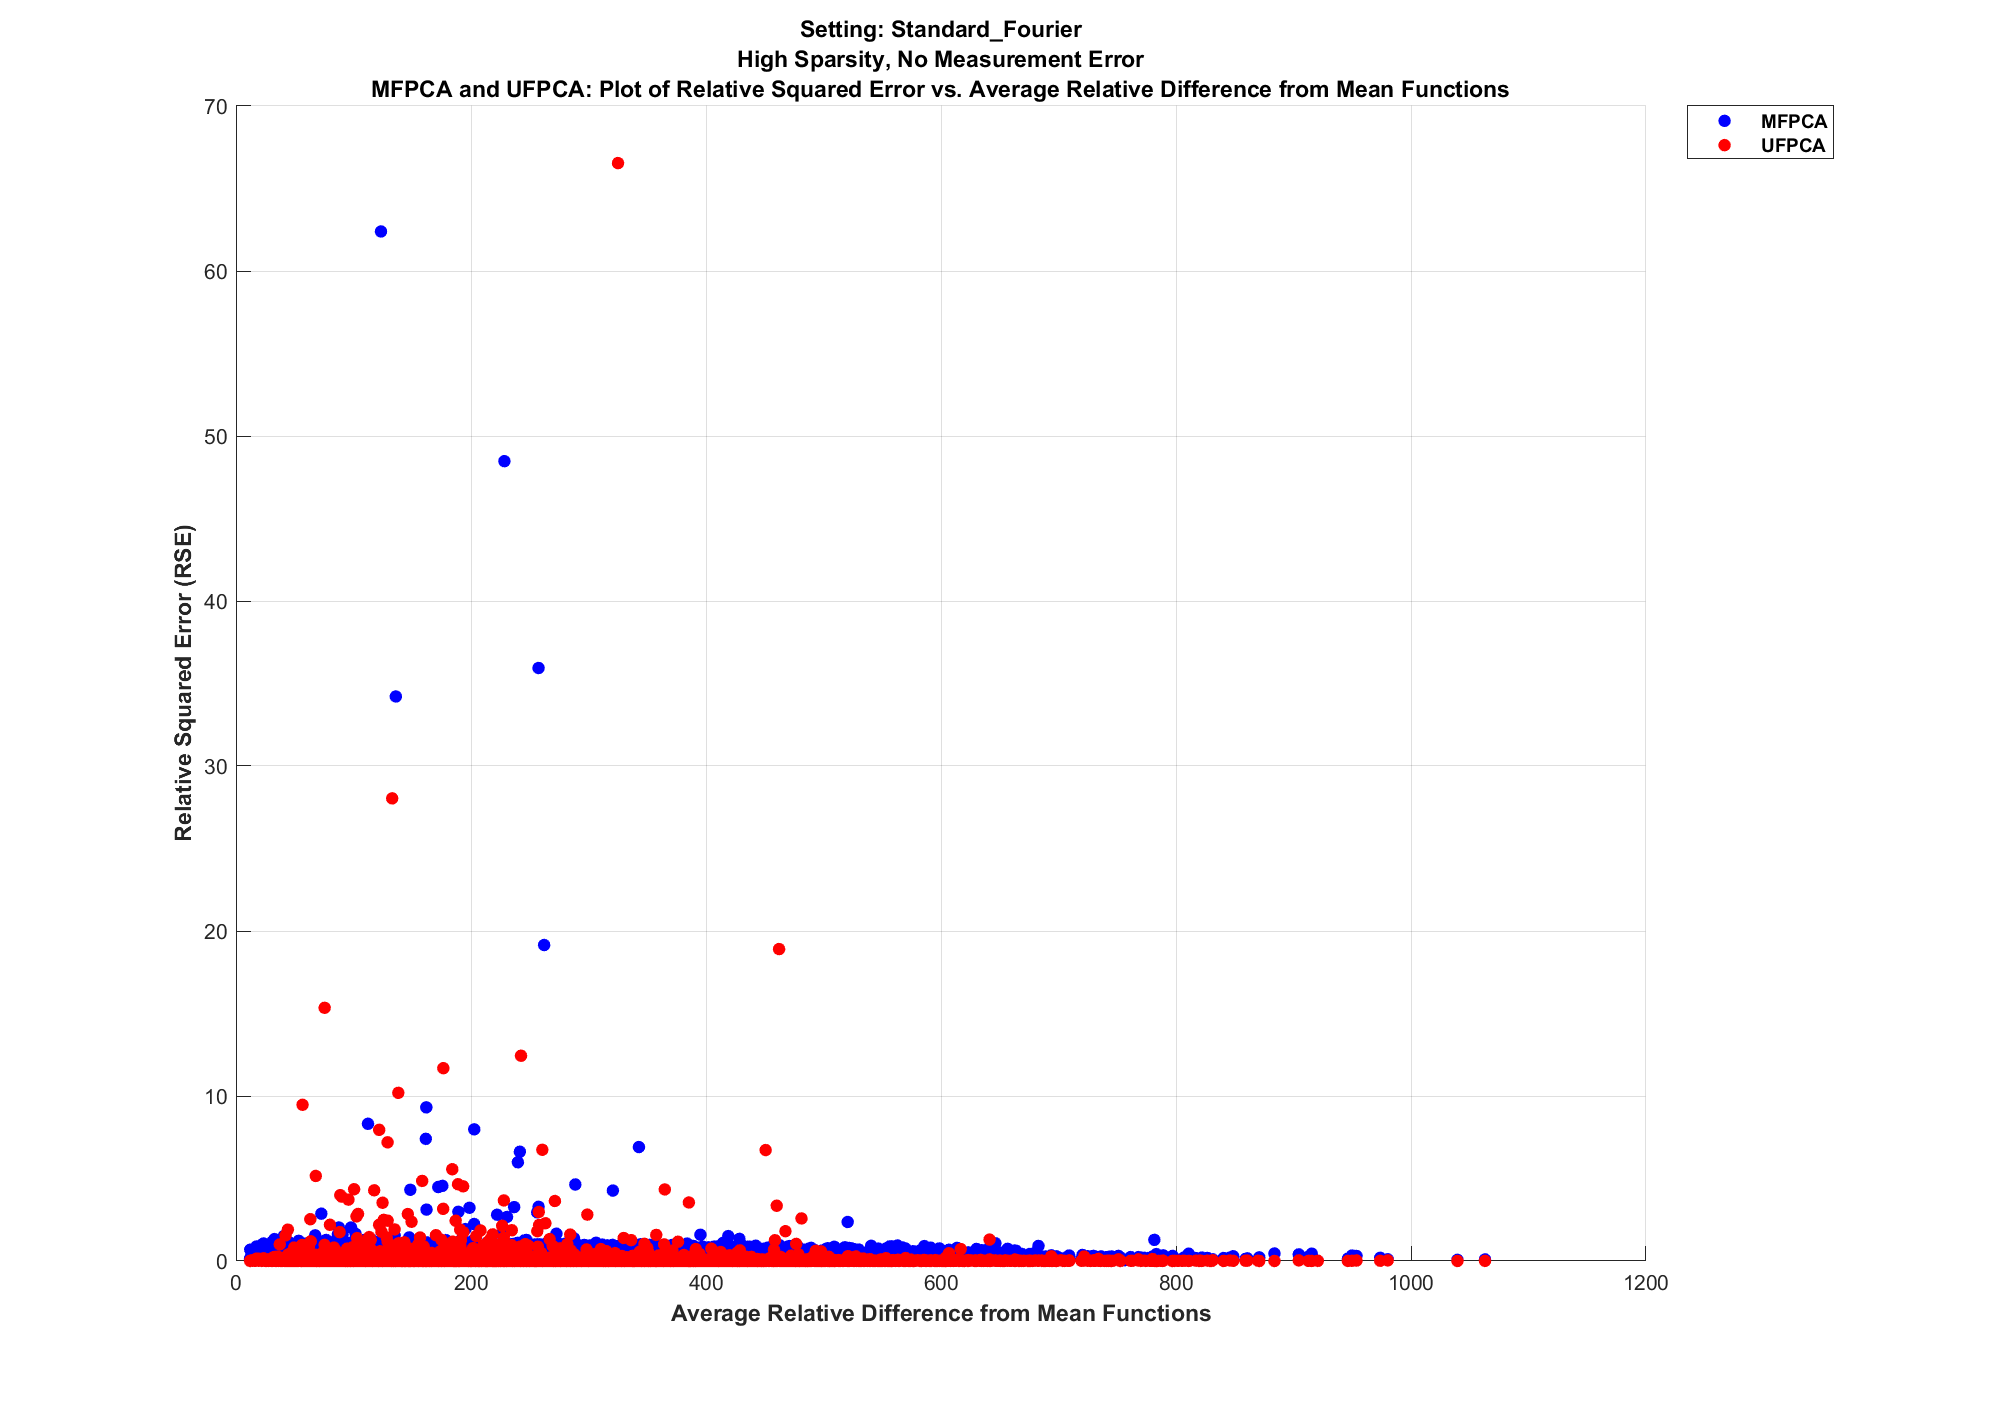 Setting: Standard_Fourier
High Sparsity, No Measurement Error
MFPCA and UFPCA: Plot of Relative Squared Error vs. Average Relative Difference from Mean Functions
MFPCA
UFPCA
Relative Squared Error (RSE)
70
60
50
40
30
20
10
0
0 200 400 600 800 1000 1200
Average Relative Difference from Mean Functions